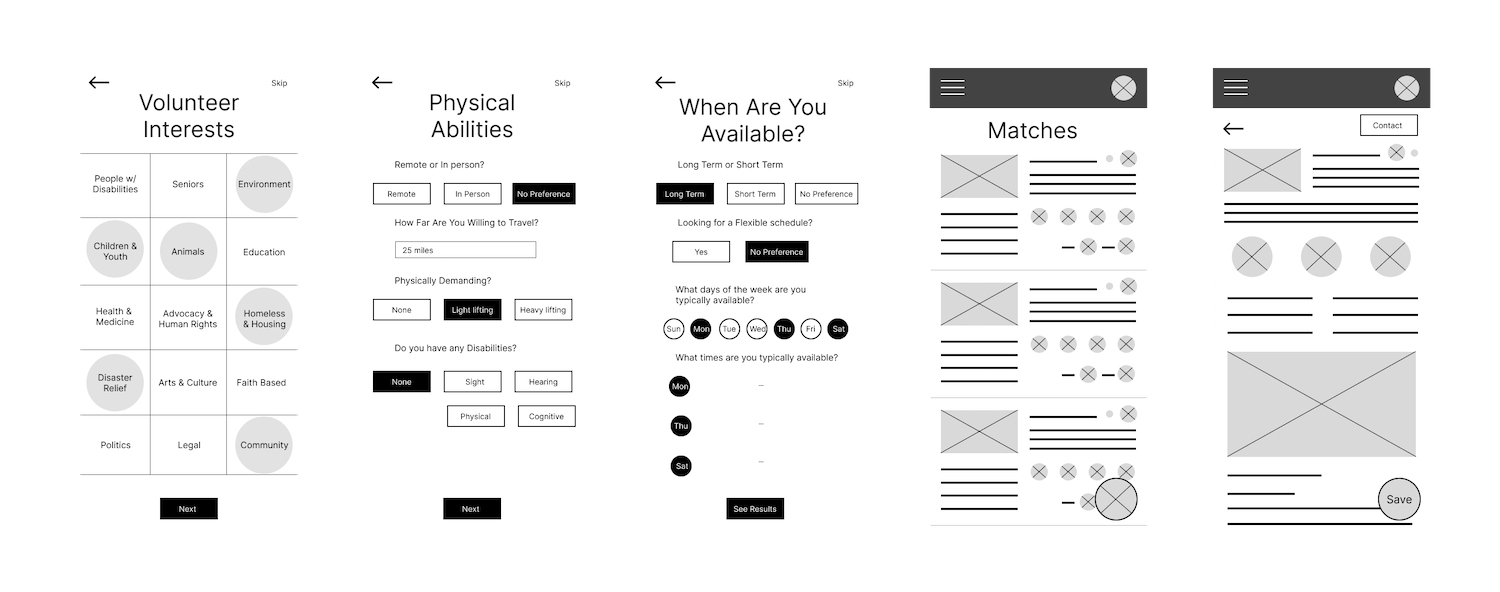 Skip
Volunteer
Interests
People w/
Disabilities
Seniors
Environment
Children &
Youth
Animals
Education
Health &
Medicine
Advocacy &
Human Rights
Homeless
& Housing
Disaster
Relief
Arts & Culture
Faith Based
Politics
Legal
Community
Next
Skip
Physical
Abilities
Remote or In person?
Remote
In Person
No Preference
How Far Are You Willing to Travel?
25 miles
Physically Demanding?
None
Light lifting
Heavy lifting
Do you have any Disabilities?
None
Sight
Hearing
Physical
Cognitive
Next
Skip
When Are You
Available?
Long Term or Short Term
Long Term
Short Term
No Preference
Looking for a Flexible schedule?
Yes
No Preference
What days of the week are you
typically available?
Sun Mon Tue Wed Thu Fri Sat
What times are you typically available?
Mon –
Thu –
Sat –
See Results
Matches
Contact
Save